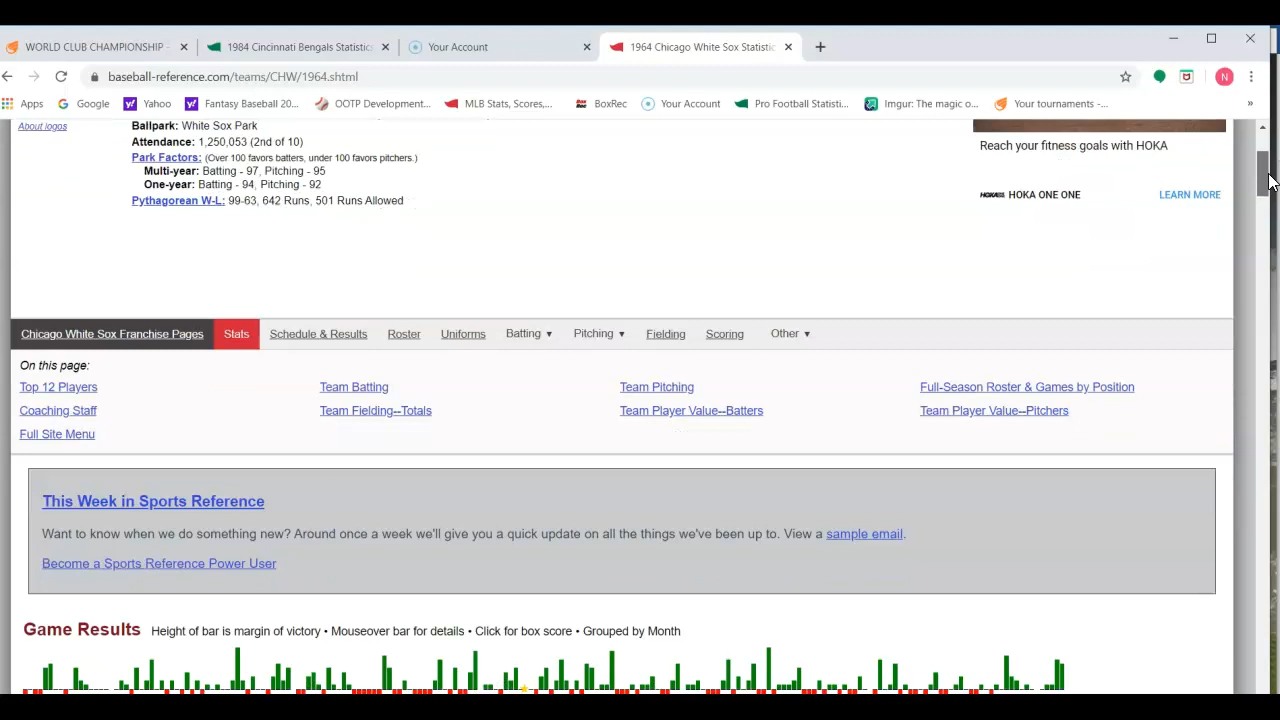 WORLD CLUB CHAMPIONSHIP -
1984 Cincinnati Bengals Statistics
Your Account
1964 Chicago White Sox Statistic
baseball-reference.com/teams/CHW/1964.shtml
N
Apps
Google
Yahoo
Fantasy Baseball 20...
OOTP Development...
MLB Stats, Scores,...
BoxRec
Your Account
Pro Football Statisti...
Imgur: The magic o...
Your tournaments -...
»
About logos
Ballpark: White Sox Park
Attendance: 1,250,053 (2nd of 10)
Park Factors: (Over 100 favors batters, under 100 favors pitchers.)
Multi-year: Batting - 97, Pitching - 95
One-year: Batting - 94, Pitching - 92
Pythagorean W-L: 99-63, 642 Runs, 501 Runs Allowed
Reach your fitness goals with HOKA
HOKA HOKA ONE ONE
LEARN MORE
Chicago White Sox Franchise Pages
Stats
Schedule & Results
Roster
Uniforms
Batting ▼
Pitching ▼
Fielding
Scoring
Other ▼
On this page:
Top 12 Players
Team Batting
Team Pitching
Full-Season Roster & Games by Position
Coaching Staff
Team Fielding--Totals
Team Player Value--Batters
Team Player Value--Pitchers
Full Site Menu
This Week in Sports Reference
Want to know when we do something new? Around once a week we'll give you a quick update on all the things we've been up to. View a sample email.
Become a Sports Reference Power User
Game Results Height of bar is margin of victory • Mouseover bar for details • Click for box score • Grouped by Month